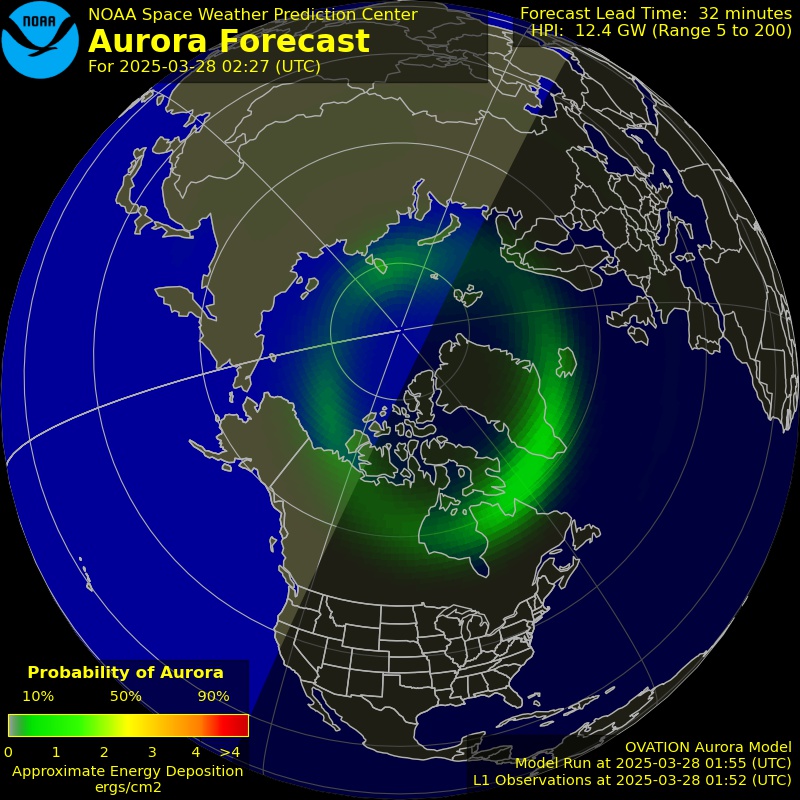 NOAA
NOAA Space Weather Prediction Center
Aurora Forecast
For 2025-03-28 02:27 (UTC)
Forecast Lead Time: 32 minutes
HPI: 12.4 GW (Range 5 to 200)
Probability of Aurora
10% 50% 90%
0 1 2 3 4 >4
Approximate Energy Deposition
ergs/cm2
OVATION Aurora Model
Model Run at 2025-03-28 01:55 (UTC)
L1 Observations at 2025-03-28 01:52 (UTC)